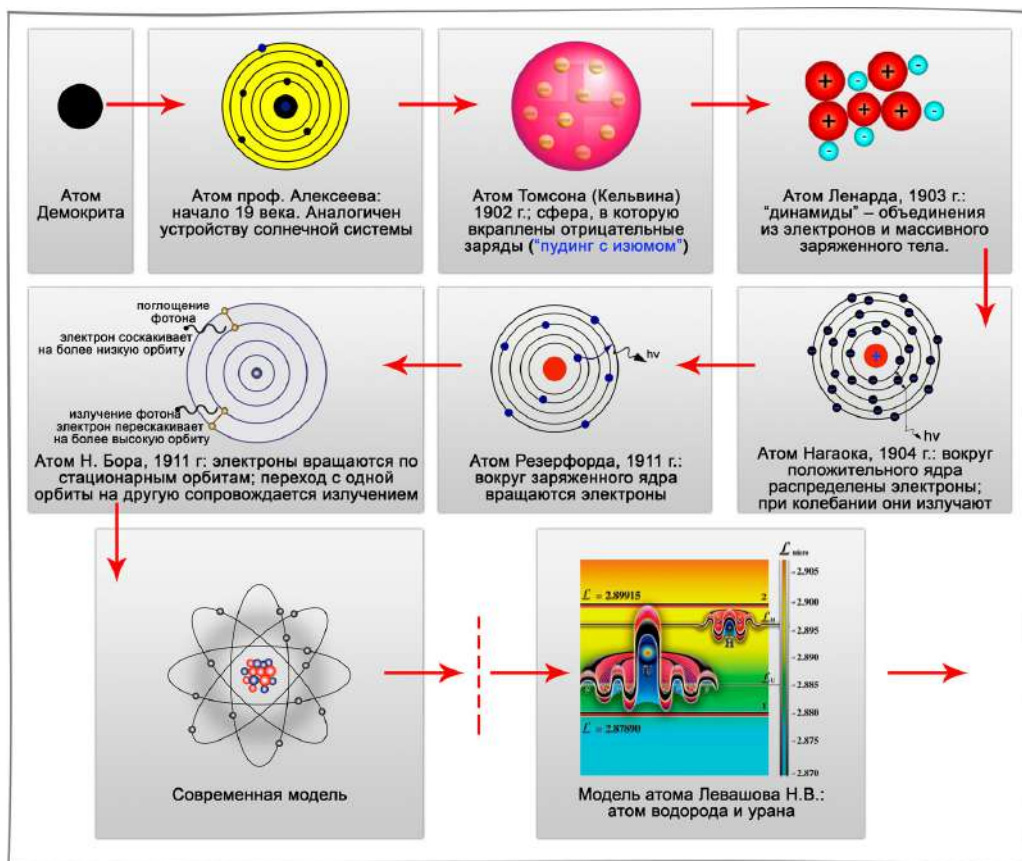 Атом
Демокрита
Атом проф. Алексеева:
начало 19 века. Аналогичен
устройству солнечной системы
Атом Томсона (Кельвина)
1902 г.; сфера, в которую
вкраплены отрицательные
заряды ("пудинг с изюмом")
+
+
+
+
+
-
-
-
-
-
Атом Ленарда, 1903 г.:
"динамиды" – объединения
из электронов и массивного
заряженного тела.
поглощение
фотона
электрон соскакивает
на более низкую орбиту
излучение фотона
электрон перескакивает
на более высокую орбиту
Атом Н. Бора, 1911 г: электроны вращаются по
стационарным орбитам; переход с одной
орбиты на другую сопровождается излучением
hν
Атом Резерфорда, 1911 г.:
вокруг заряженного ядра
вращаются электроны
+
hν
Атом Нагаока, 1904 г.: вокруг
положительного ядра
распределены электроны;
при колебании они излучают
Современная модель
ℒ micro
2.905
2.900
2.895
2.890
2.885
2.880
2.875
2.870
ℒ = 2.89915
2
ℒ H
H
U
ℒ U
1
ℒ = 2.87890
Модель атома Левашова Н.В.:
атом водорода и урана